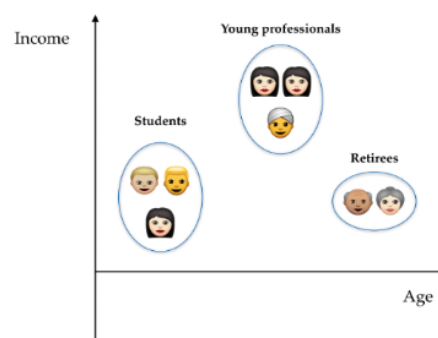 Young professionals
Income
Students
Retirees
Age